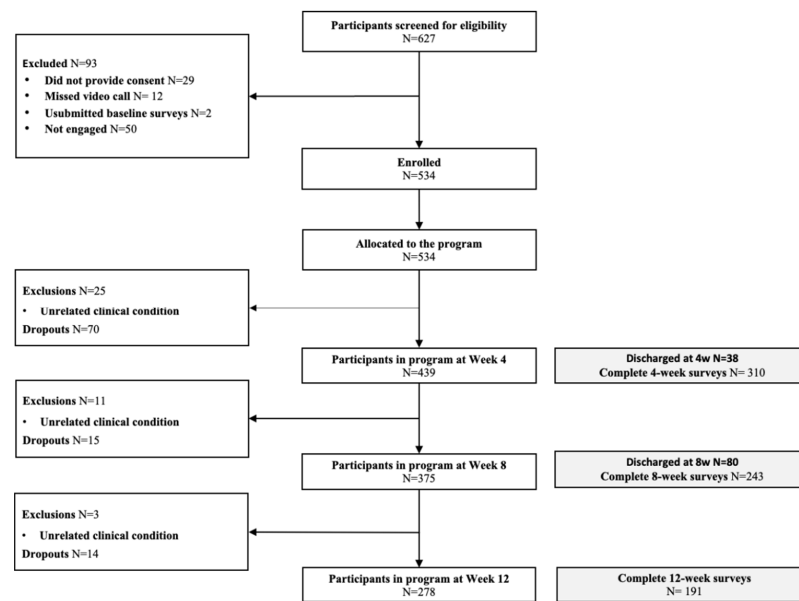 Participants screened for eligibility
N=627
Excluded N=93
• Did not provide consent N=29
• Missed video call N= 12
• Usubmitted baseline surveys N=2
• Not engaged N=50
Enrolled
N=534
Allocated to the program
N=534
Exclusions N=25
• Unrelated clinical condition
Dropouts N=70
Participants in program at Week 4
N=439
Discharged at 4w N=38
Complete 4-week surveys N= 310
Exclusions N=11
• Unrelated clinical condition
Dropouts N=15
Participants in program at Week 8
N=375
Discharged at 8w N=80
Complete 8-week surveys N=243
Exclusions N=3
• Unrelated clinical condition
Dropouts N=14
Participants in program at Week 12
N=278
Complete 12-week surveys
N= 191